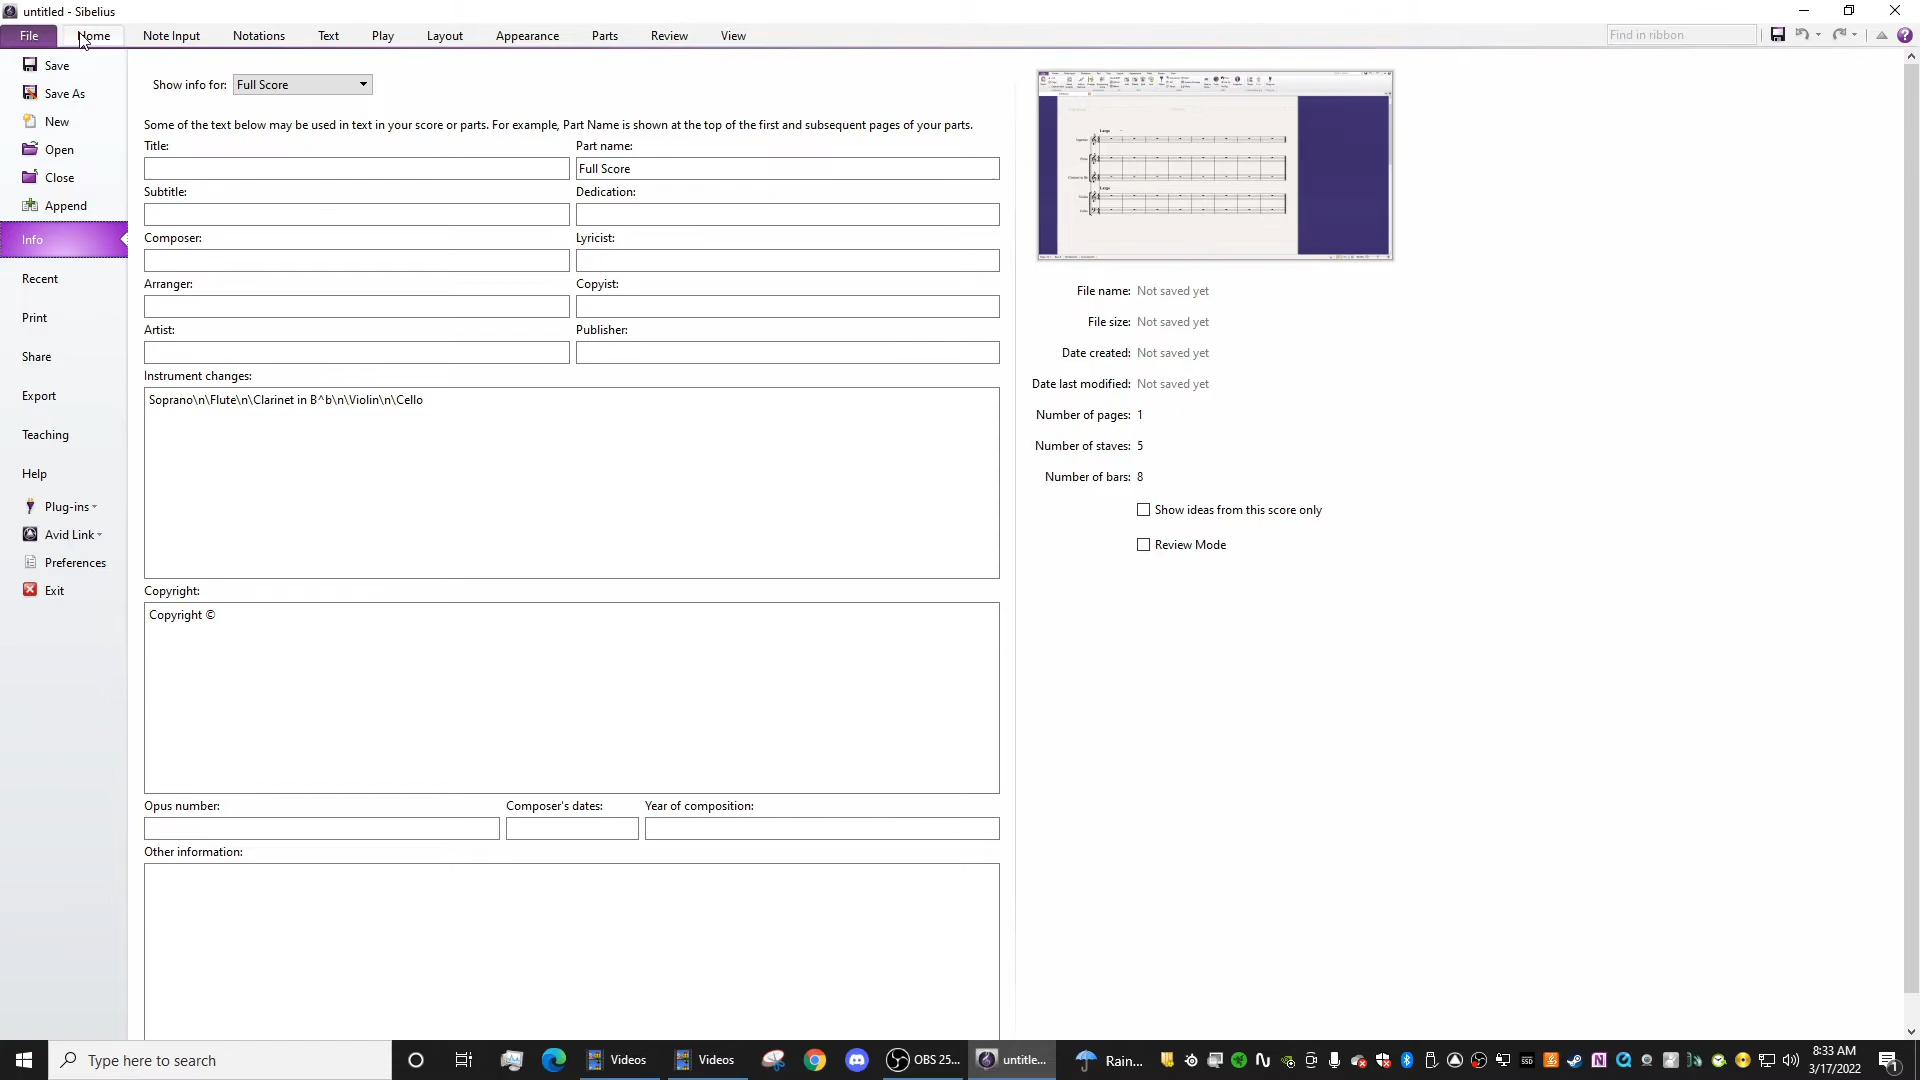 untitled - Sibelius
File Home Note Input Notations Text Play Layout Appearance Parts Review View Find in ribbon
Save
Save As
New
Open
Close
Append
Info
Recent
Print
Share
Export
Teaching
Help
Plug-ins
Avid Link
Preferences
Exit
Show info for: Full Score
Some of the text below may be used in text in your score or parts. For example, Part Name is shown at the top of the first and subsequent pages of your parts.
Title: Part name:
Full Score
Subtitle: Dedication:
Composer: Lyricist:
Arranger: Copyist:
Artist: Publisher:
Instrument changes:
Soprano\n\Flute\n\Clarinet in B^b\n\Violin\n\Cello
Copyright:
Copyright ©
Opus number: Composer's dates: Year of composition:
Other information:
Largo
Largo
File name: Not saved yet
File size: Not saved yet
Date created: Not saved yet
Date last modified: Not saved yet
Number of pages: 1
Number of staves: 5
Number of bars: 8
Show ideas from this score only
Review Mode
Type here to search Videos Videos OBS 25... untitle... Rain... 8:33 AM
3/17/2022